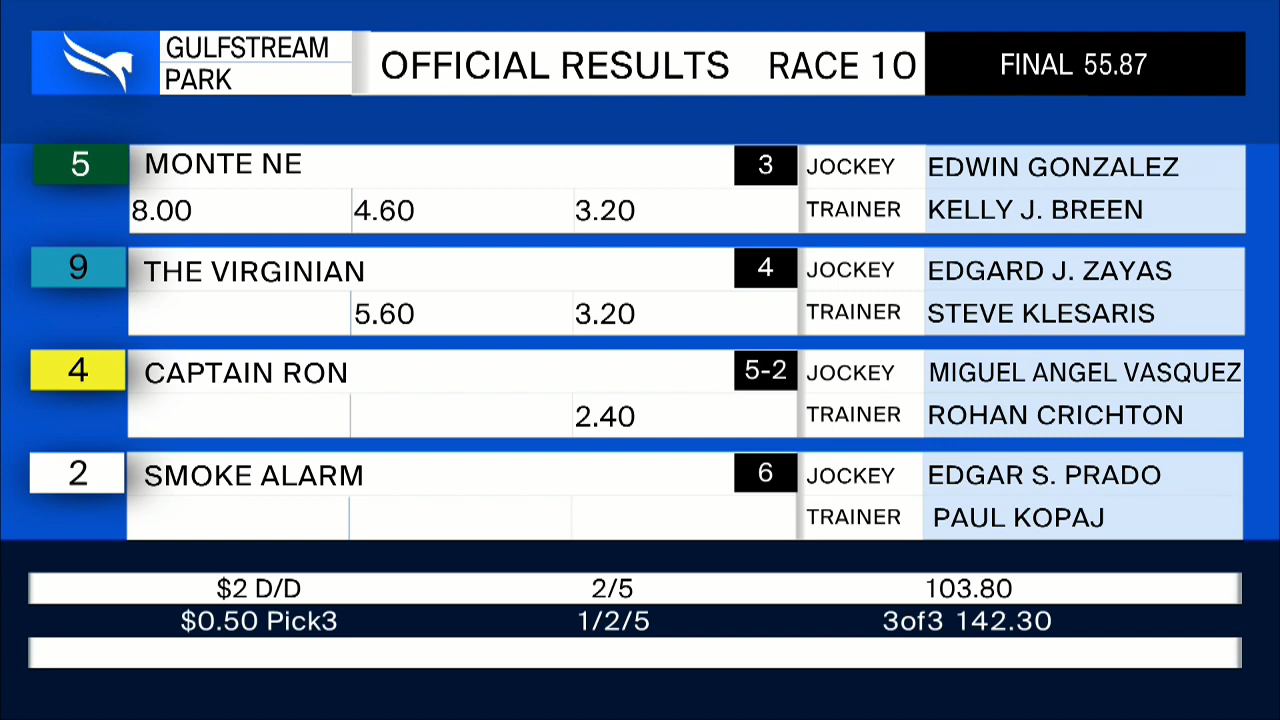 GULFSTREAM PARK OFFICIAL RESULTS RACE 10 FINAL 55.87
5 MONTE NE 3 JOCKEY EDWIN GONZALEZ
8.00 4.60 3.20 TRAINER KELLY J. BREEN
9 THE VIRGINIAN 4 JOCKEY EDGARD J. ZAYAS
5.60 3.20 TRAINER STEVE KLESARIS
4 CAPTAIN RON 5-2 JOCKEY MIGUEL ANGEL VASQUEZ
2.40 TRAINER ROHAN CRICHTON
2 SMOKE ALARM 6 JOCKEY EDGAR S. PRADO
TRAINER PAUL KOPAJ
$2 D/D 2/5 103.80
$0.50 Pick3 1/2/5 3of3 142.30